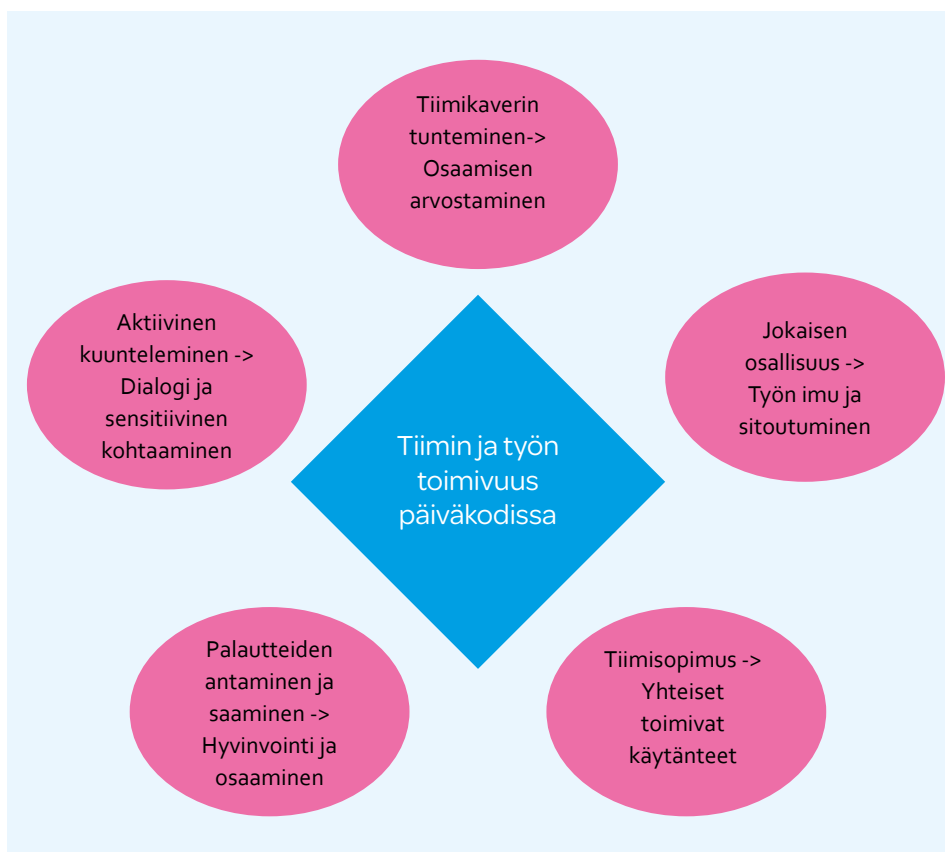 Tiimikaverin
tunteminen->
Osaamisen
arvostaminen
Aktiivinen
kuunteleminen ->
Dialogi ja
sensitiivinen
kohtaaminen
Jokaisen
osallisuus ->
Työn imu ja
sitoutuminen
Tiimin ja työn
toimivuus
päiväkodissa
Palautteiden
antaminen ja
saaminen ->
Hyvinvointi ja
osaaminen
Tiimisopimus ->
Yhteiset
toimivat
käytänteet